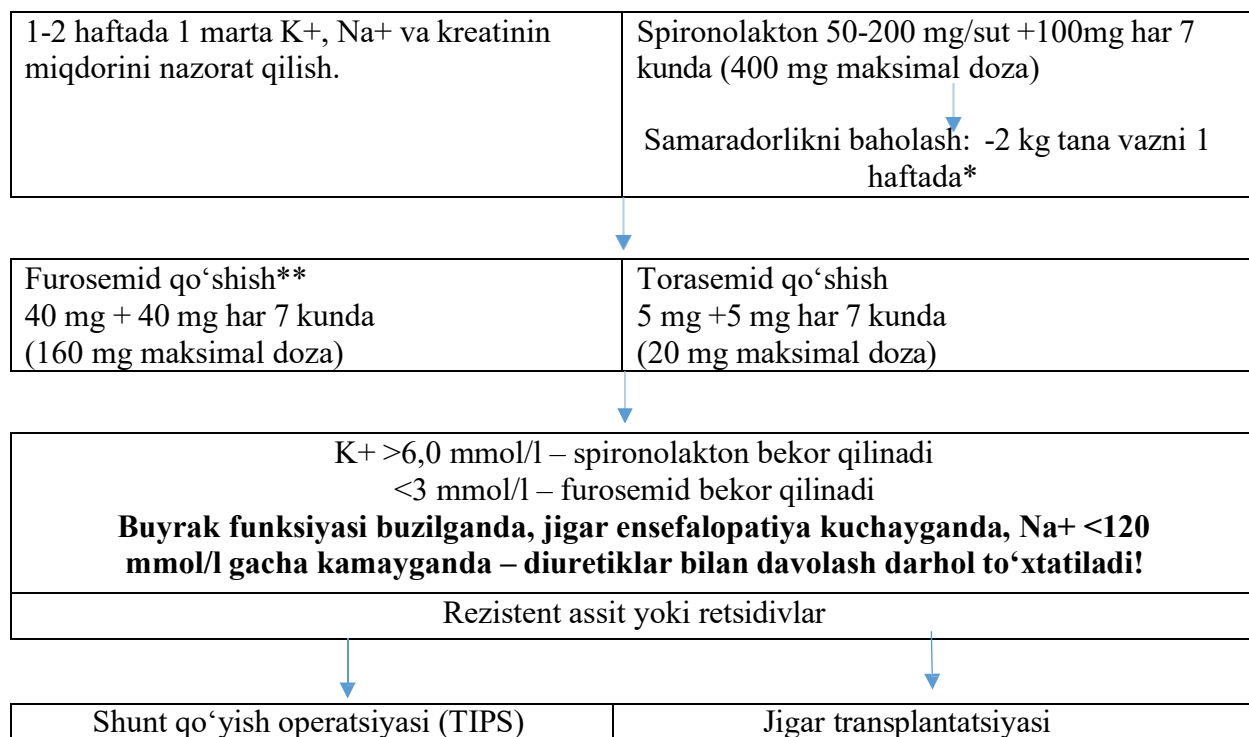 1-2 haftada 1 marta K+, Na+ va kreatinin
miqdorini nazorat qilish.
Spironolakton 50-200 mg/sut +100mg har 7
kunda (400 mg maksimal doza)
Samaradorlikni baholash:  -2 kg tana vazni 1
haftada*
Furosemid qo‘shish**
40 mg + 40 mg har 7 kunda
(160 mg maksimal doza)
Torasemid qo‘shish
5 mg +5 mg har 7 kunda
(20 mg maksimal doza)
K+ >6,0 mmol/l – spironolakton bekor qilinadi
<3 mmol/l – furosemid bekor qilinadi
Buyrak funksiyasi buzilganda, jigar ensefalopatiya kuchayganda, Na+ <120
mmol/l gacha kamayganda – diuretiklar bilan davolash darhol to‘xtatiladi!
Rezistent assit yoki retsidivlar
Shunt qo‘yish operatsiyasi (TIPS)
Jigar transplantatsiyasi